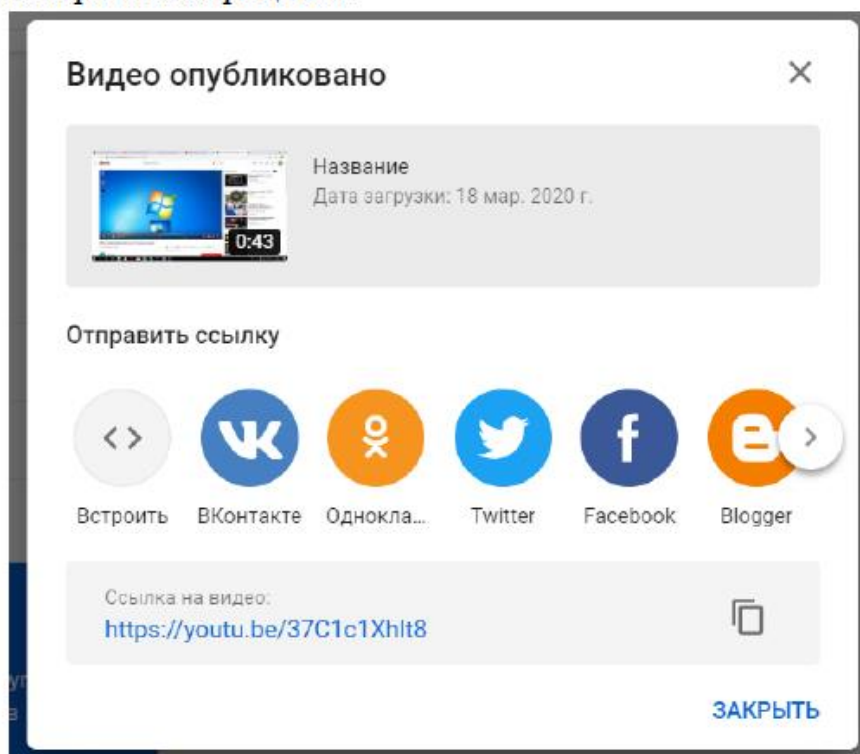 Видео опубликовано
Название
Дата загрузки: 18 мар. 2020 г.
0:43
Отправить ссылку
Встроить ВКонтакте Однокла... Twitter Facebook Blogger
Ссылка на видео:
https://youtu.be/37C1c1XhIt8
ЗАКРЫТЬ